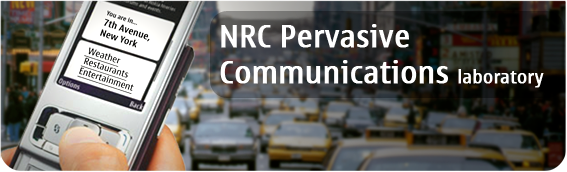 You are in...
7th Avenue,
New York
Weather
Restaurants
Entertainment
Options
Back
NRC Pervasive
Communications laboratory